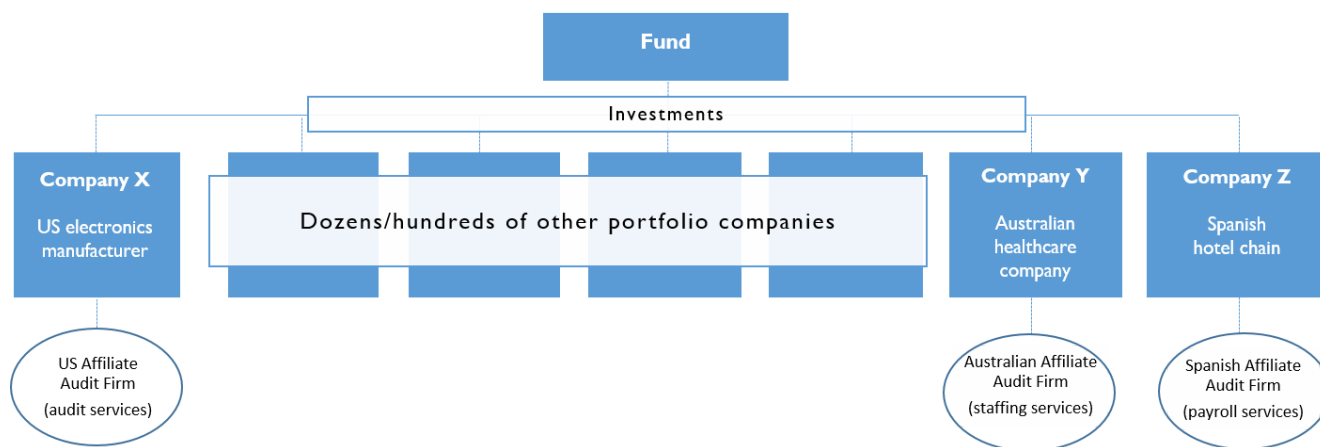 Fund
Investments
Company X
US electronics
manufacturer
Dozens/hundreds of other portfolio companies
Company Y
Australian
healthcare
company
Company Z
Spanish
hotel chain
US Affiliate
Audit Firm
(audit services)
Australian Affiliate
Audit Firm
(staffing services)
Spanish Affiliate
Audit Firm
(payroll services)